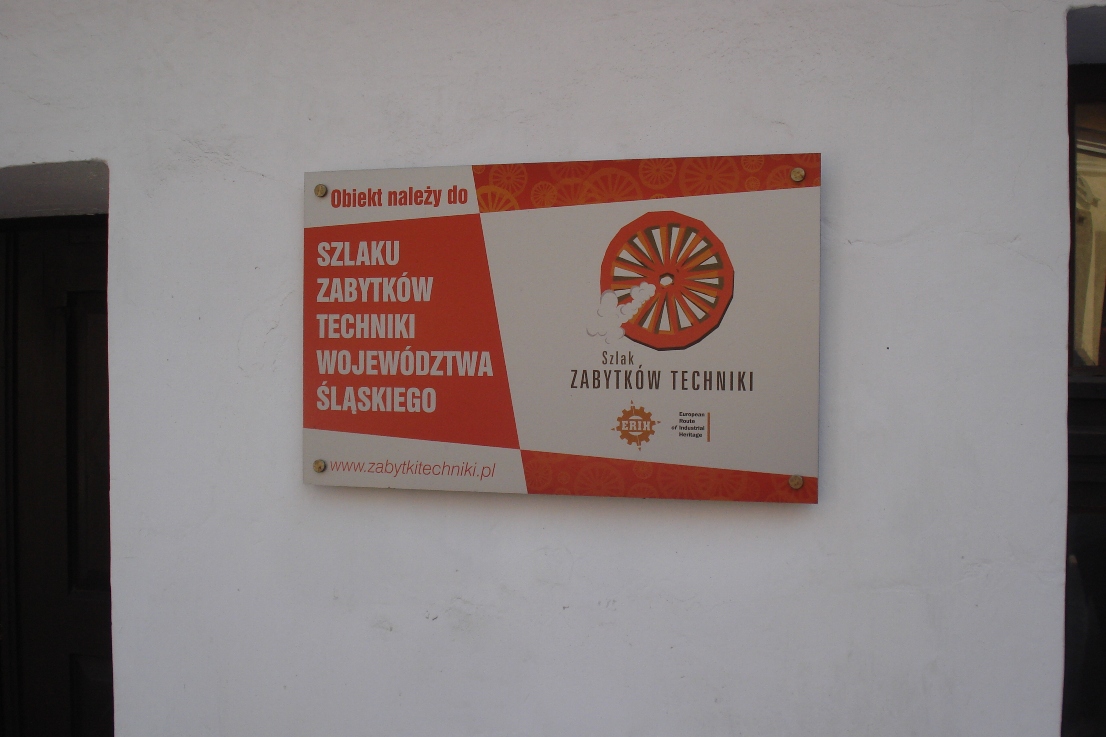 Obiekt należy do
SZLAKU
ZABYTKÓW
TECHNIKI
WOJEWÓDZTWA
ŚLĄSKIEGO
www.zabytkitechniki.pl
Szlak
ZABYTKÓW TECHNIKI
ERIH
European
Route
of Industrial
Heritage